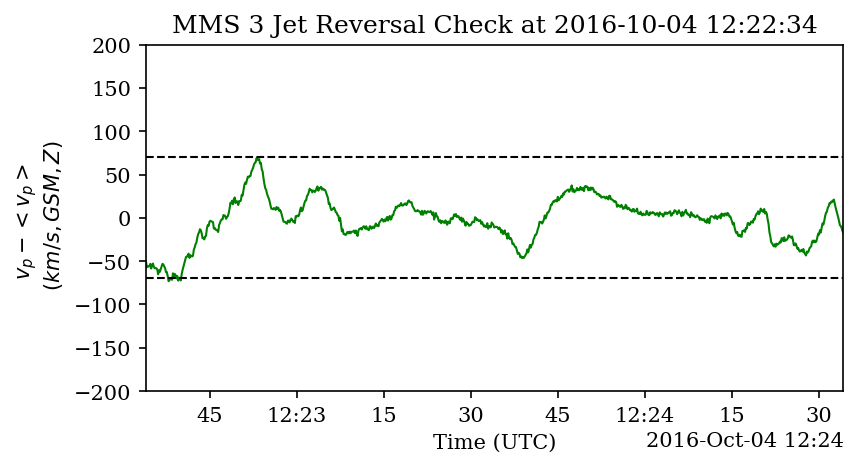 MMS 3 Jet Reversal Check at 2016-10-04 12:22:34
200
150
100
50
0
−50
−100
−150
−200
v_p − < v_p >
(km/s, GSM, Z)
45 12:23 15 30 45 12:24 15 30
Time (UTC)
2016-Oct-04 12:24